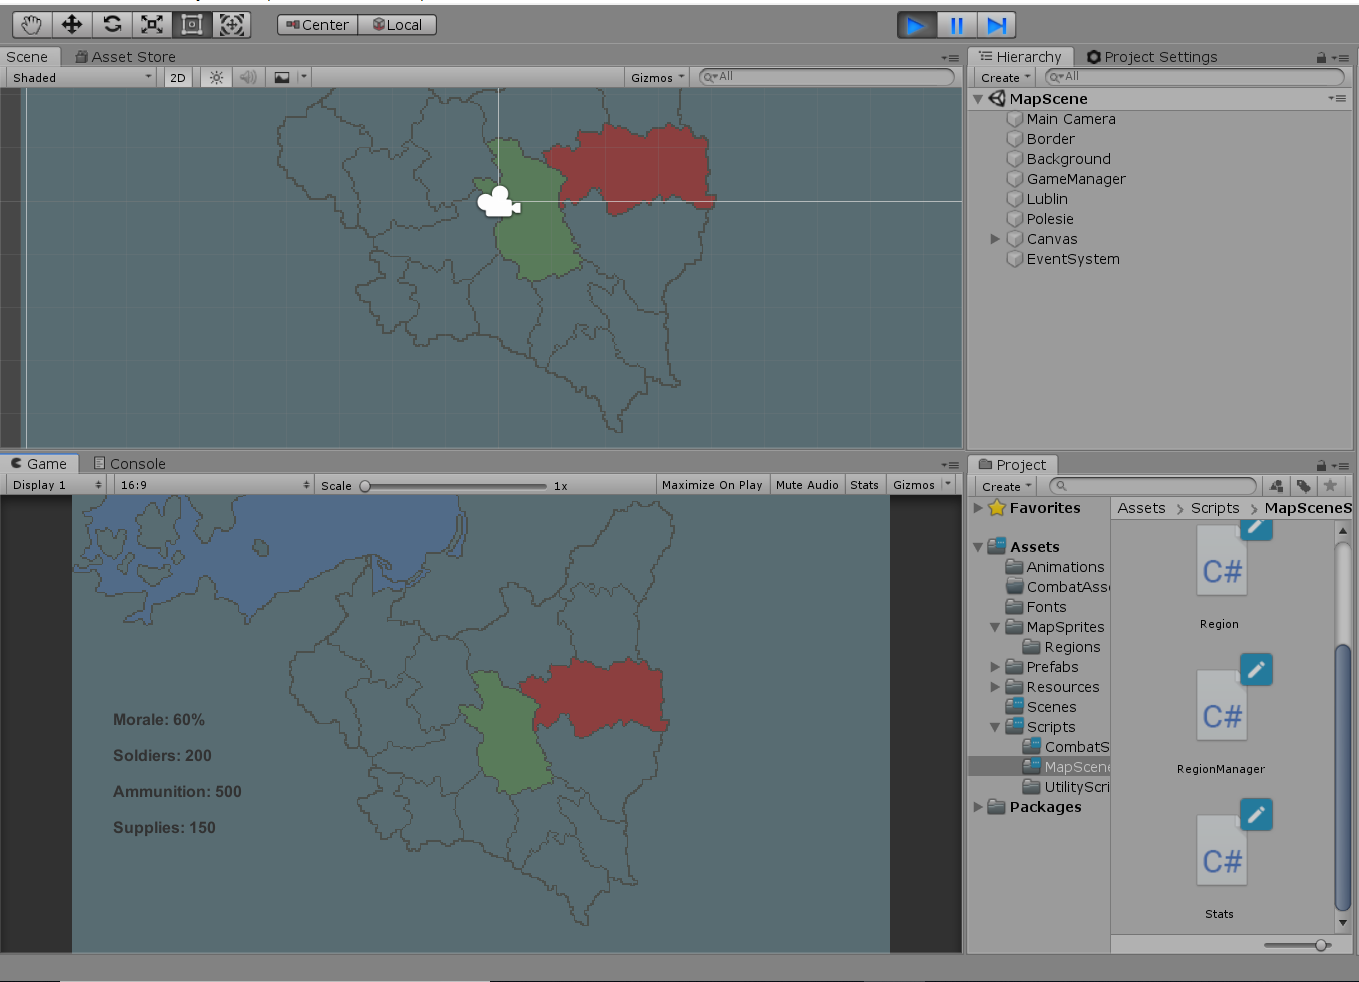 Center Local
Scene Asset Store
Shaded 2D Gizmos All
Hierarchy Project Settings
Create All
MapScene
Main Camera
Border
Background
GameManager
Lublin
Polesie
Canvas
EventSystem
Game Console
Display 1 16:9 Scale 1x Maximize On Play Mute Audio Stats Gizmos
Morale: 60%
Soldiers: 200
Ammunition: 500
Supplies: 150
Project
Create
Favorites
Assets
Animations
CombatAsse
Fonts
MapSprites
Regions
Prefabs
Resources
Scenes
Scripts
CombatS
MapScene
UtilityScri
Packages
Assets Scripts MapSceneS
C#
Region
C#
RegionManager
C#
Stats